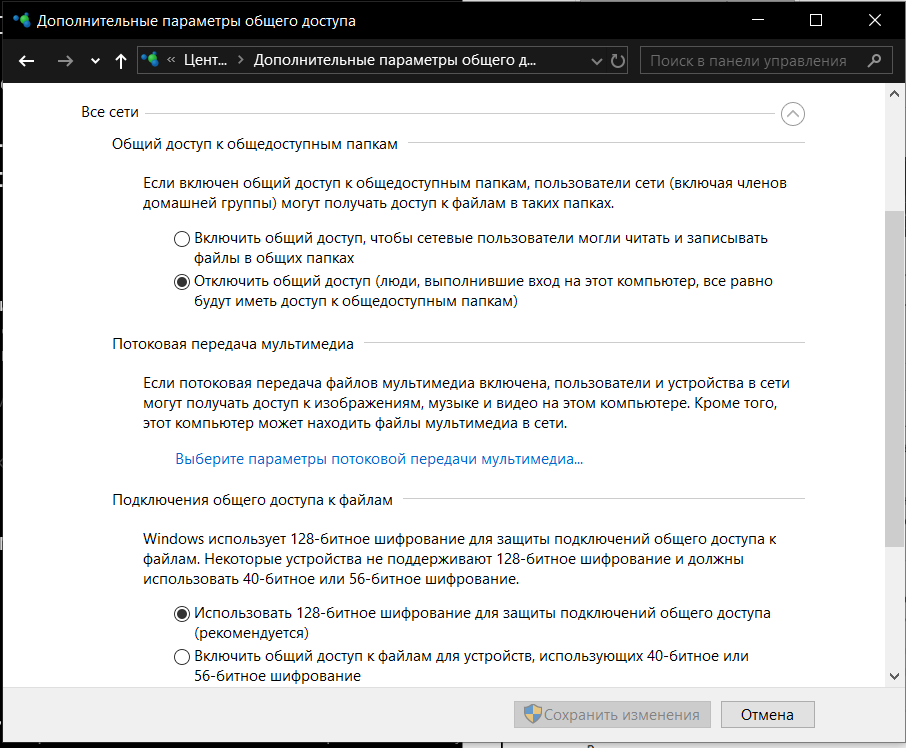 Дополнительные параметры общего доступа
« Цент... > Дополнительные параметры общего д...
Поиск в панели управления
Все сети
Общий доступ к общедоступным папкам
Если включен общий доступ к общедоступным папкам, пользователи сети (включая членов
домашней группы) могут получать доступ к файлам в таких папках.
Включить общий доступ, чтобы сетевые пользователи могли читать и записывать
файлы в общих папках
Отключить общий доступ (люди, выполнившие вход на этот компьютер, все равно
будут иметь доступ к общедоступным папкам)
Потоковая передача мультимедиа
Если потоковая передача файлов мультимедиа включена, пользователи и устройства в сети
могут получать доступ к изображениям, музыке и видео на этом компьютере. Кроме того,
этот компьютер может находить файлы мультимедиа в сети.
Выберите параметры потоковой передачи мультимедиа...
Подключения общего доступа к файлам
Windows использует 128-битное шифрование для защиты подключений общего доступа к
файлам. Некоторые устройства не поддерживают 128-битное шифрование и должны
использовать 40-битное или 56-битное шифрование.
Использовать 128-битное шифрование для защиты подключений общего доступа
(рекомендуется)
Включить общий доступ к файлам для устройств, использующих 40-битное или
56-битное шифрование
Сохранить изменения
Отмена